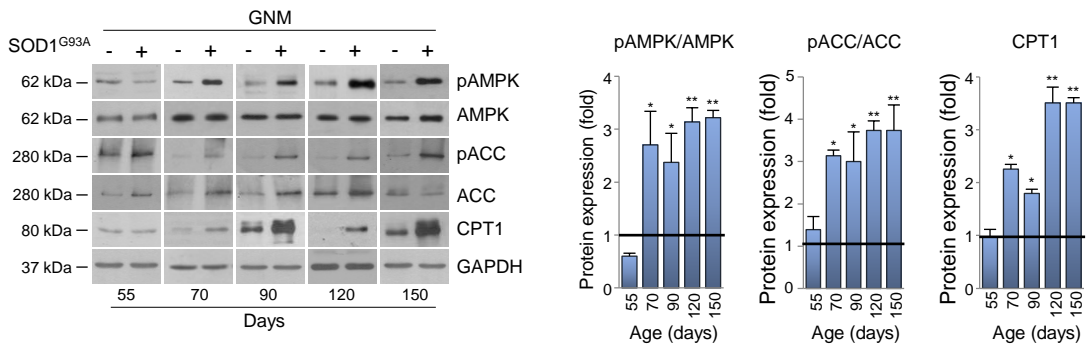 GNM
SOD1G93A - + - + - + - + - +
62 kDa pAMPK
62 kDa AMPK
280 kDa pACC
280 kDa ACC
80 kDa CPT1
37 kDa GAPDH
55 70 90 120 150
Days
pAMPK/AMPK
Protein expression (fold)
4
3
2
1
0
* * ** **
55 70 90 120 150
Age (days)
pACC/ACC
Protein expression (fold)
5
4
3
2
1
0
* * ** **
55 70 90 120 150
Age (days)
CPT1
Protein expression (fold)
4
3
2
1
0
* * ** **
55 70 90 120 150
Age (days)